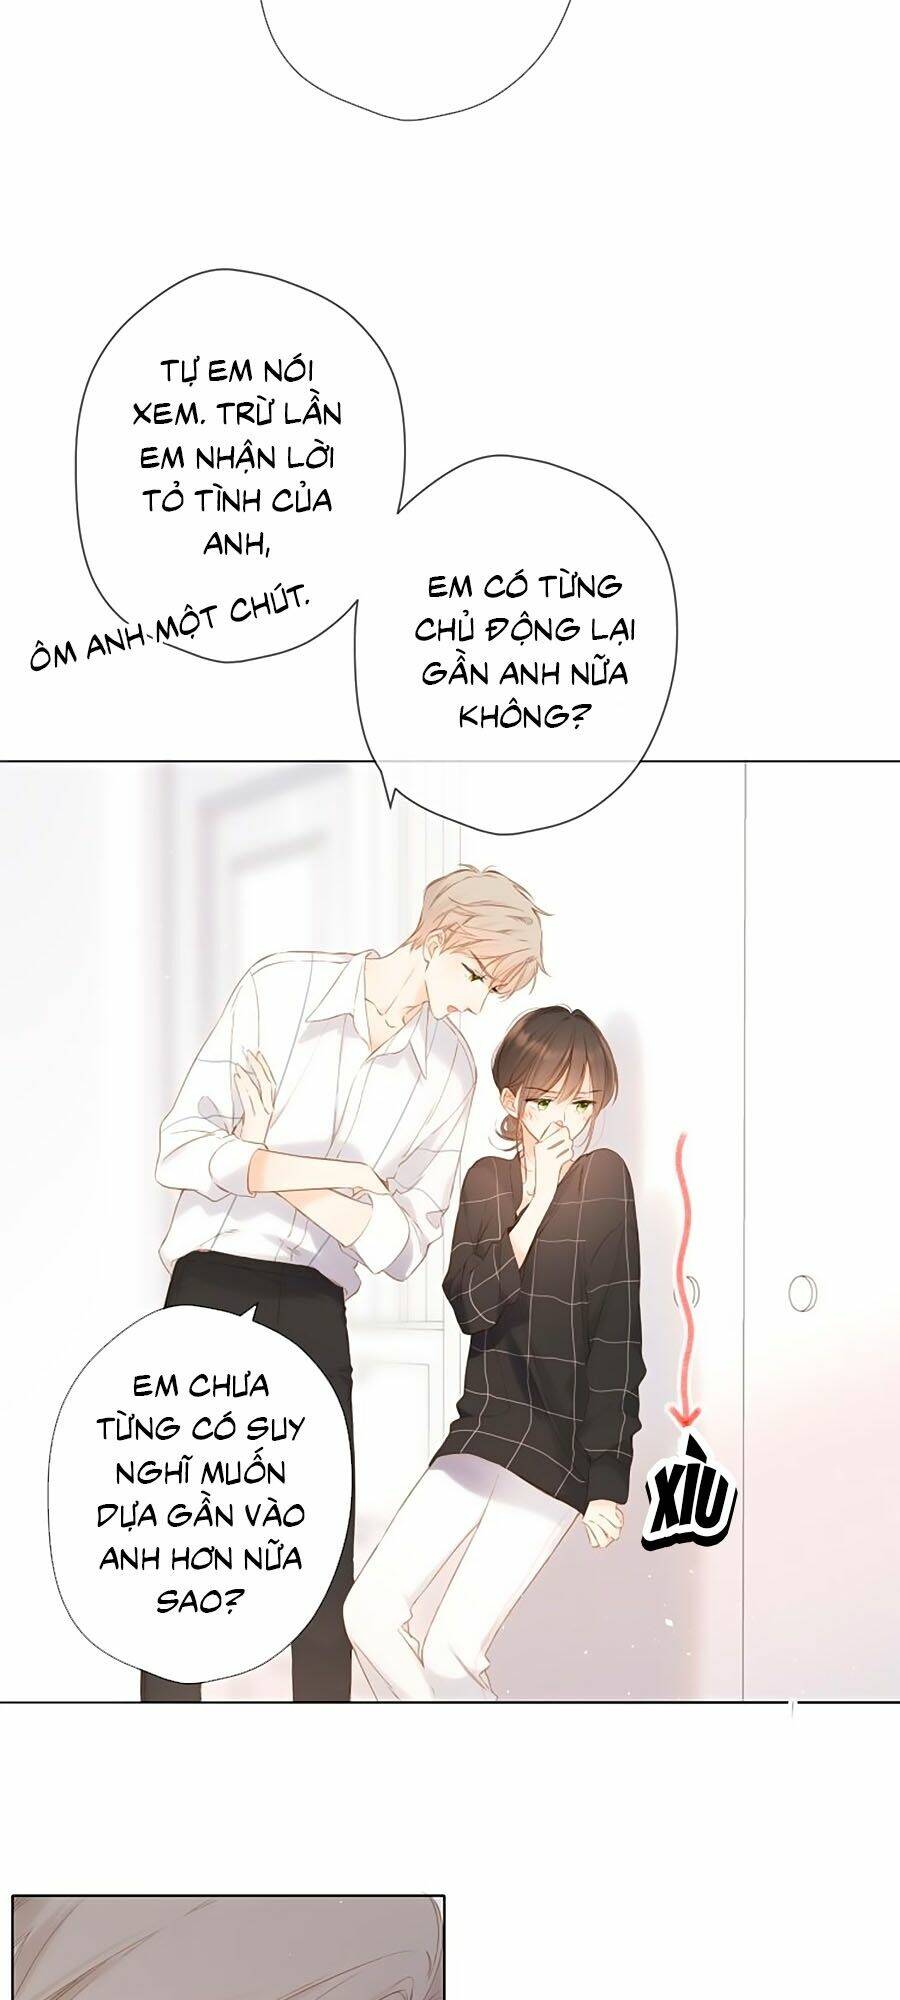 TỰ EM NÓI
XEM. TRỪ LẦN
EM NHẬN LỜI
TỎ TÌNH CỦA
ANH,
ÔM ANH MỘT CHÚT.
EM CÓ TỪNG
CHỦ ĐỘNG LẠI
GẦN ANH NỮA
KHÔNG?
EM CHƯA
TỪNG CÓ SUY
NGHĨ MUỐN
DỰA GẦN VÀO
ANH HƠN NỮA
SAO?
XÌU